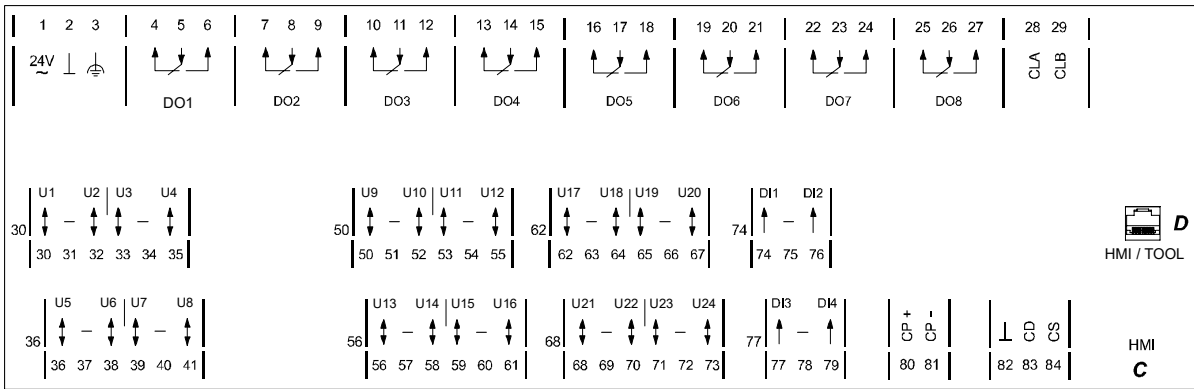 1 2 3 4 5 6 7 8 9 10 11 12 13 14 15 16 17 18 19 20 21 22 23 24 25 26 27 28 29
24V
~ ⊥
CLA CLB
DO1 DO2 DO3 DO4 DO5 DO6 DO7 DO8
U1 U2 U3 U4 U9 U10 U11 U12 U17 U18 U19 U20 DI1 DI2
– – – – – – –
30 50 62 74
D
30 31 32 33 34 35 50 51 52 53 54 55 62 63 64 65 66 67 74 75 76
HMI / TOOL
U5 U6 U7 U8 U13 U14 U15 U16 U21 U22 U23 U24 DI3 DI4
– – – – – – –
CP + CP - ⊥ CD CS
36 56 68 77
HMI
36 37 38 39 40 41 56 57 58 59 60 61 68 69 70 71 72 73 77 78 79 80 81 82 83 84
C